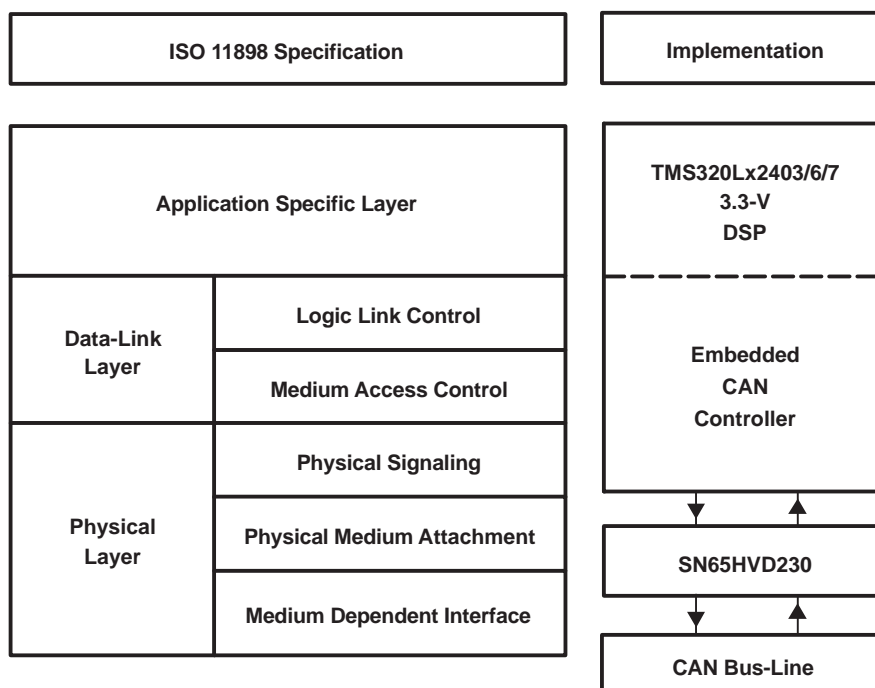 ISO 11898 Specification
Implementation
Application Specific Layer
TMS320Lx2403/6/7
3.3-V
DSP
Data-Link
Layer
Logic Link Control
Medium Access Control
Embedded
CAN
Controller
Physical
Layer
Physical Signaling
Physical Medium Attachment
Medium Dependent Interface
SN65HVD230
CAN Bus-Line